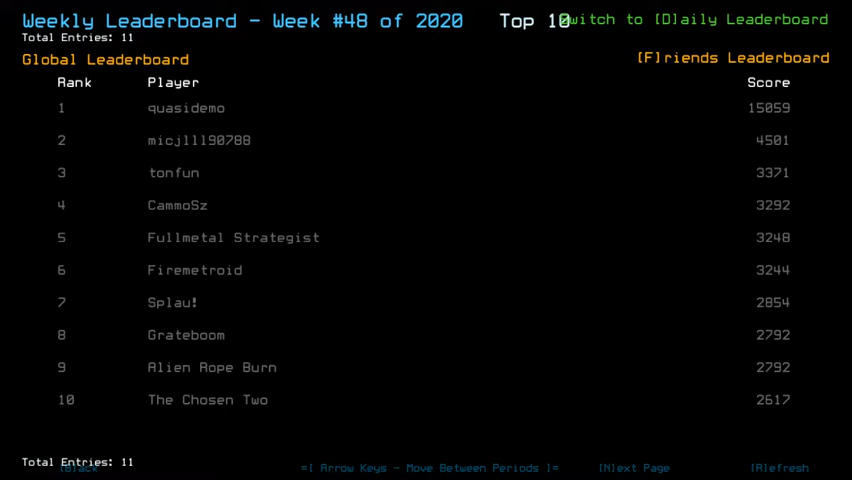 Weekly Leaderboard - Week #48 of 2020 Top 10 Switch to [D]aily Leaderboard
Total Entries: 11
Global Leaderboard [F]riends Leaderboard
Rank Player Score
1 quasidemo 15059
2 micjlll90788 4501
3 tonfun 3371
4 CammoSz 3292
5 Fullmetal Strategist 3248
6 Firemetroid 3244
7 Splau! 2854
8 Grateboom 2792
9 Alien Rope Burn 2792
10 The Chosen Two 2617
Total Entries: 11
[B]ack =[ Arrow Keys - Move Between Periods ]= [N]ext Page [R]efresh